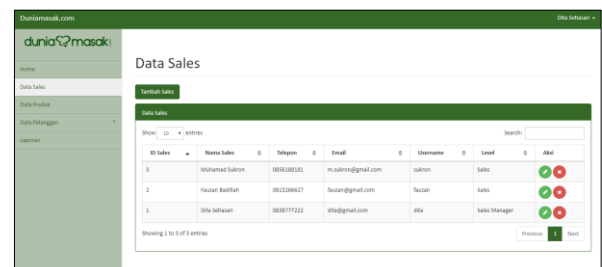 Duniamasak.com
Dita Setiasari
dunia masak
Home
Data Sales
Data Produk
Data Pelanggan
Laporan
Data Sales
Tambah Sales
Data Sales
Show 10 entries
Search:
ID Sales Nama Sales Telepon Email Username Level Aksi
3 Muhamad Sukron 0856188181 m.sukron@gmail.com sukron Sales
2 Fauzan Badillah 0813266627 fauzan@gmail.com fauzan Sales
1 Dita Setiasari 0838777222 dita@gmail.com dita Sales Manager
Showing 1 to 3 of 3 entries
Previous 1 Next